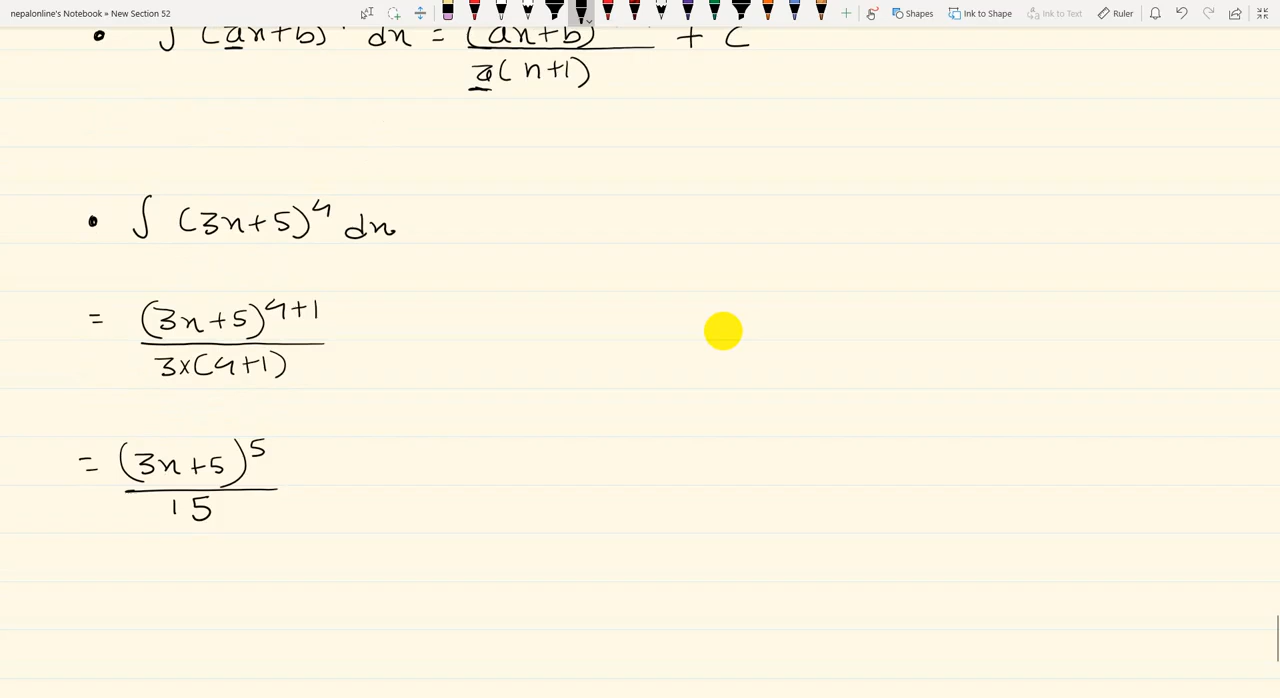 nepalonline's Notebook » New Section 52
Shapes Ink to Shape Ink to Text Ruler
• ∫ (ax+b) dx = (ax+b) / a(n+1) + C
• ∫ (3x+5)^4 dx
= (3x+5)^4+1 / 3×(4+1)
= (3x+5)^5 / 15